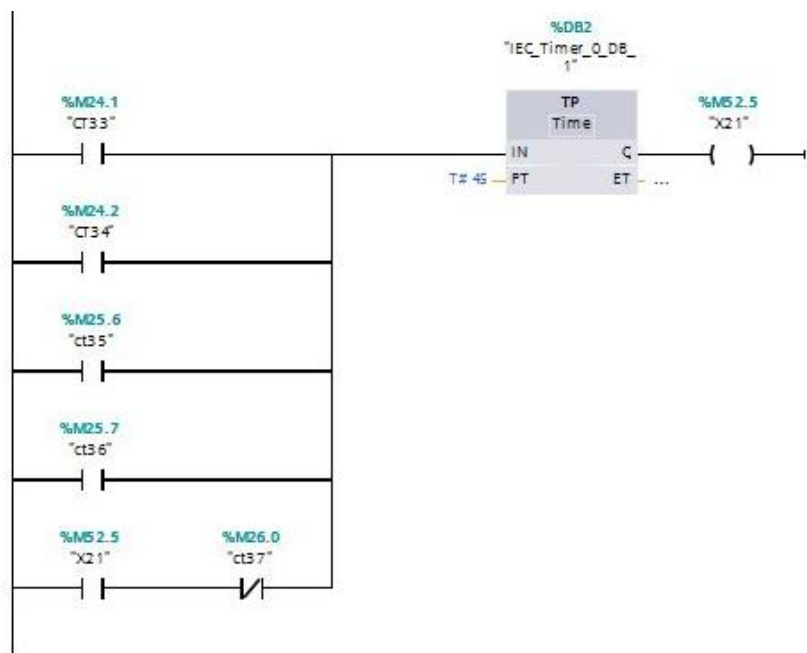 %DB2
"IEC_Timer_0_DB_
1"
%M24.1
"CT33"
TP
Time
%M52.5
"X21"
IN
Q
T# 4S
PT
ET
...
%M24.2
"CT34"
%M25.6
"ct35"
%M25.7
"ct36"
%M52.5
"X21"
%M26.0
"ct37"